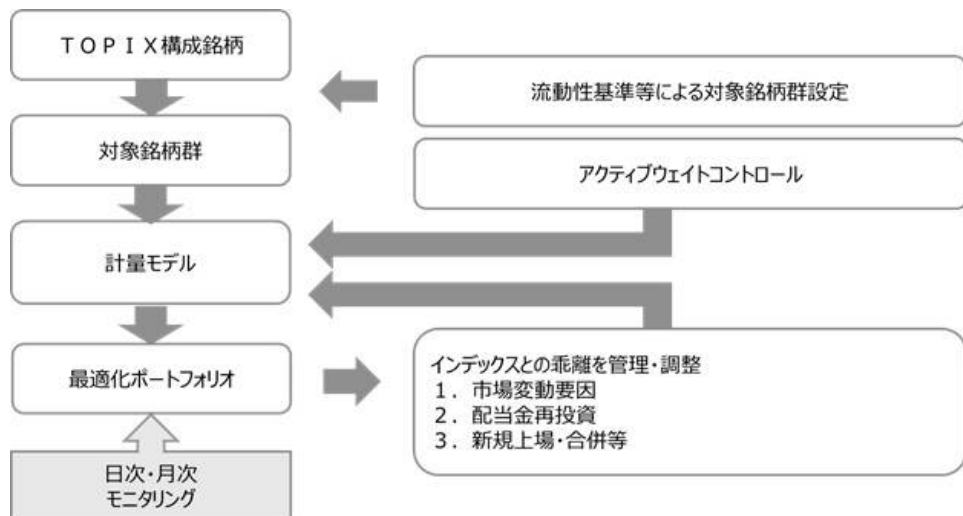 ＴＯＰＩＸ構成銘柄
流動性基準等による対象銘柄群設定
対象銘柄群
アクティブウェイトコントロール
計量モデル
最適化ポートフォリオ
インデックスとの乖離を管理・調整
１．市場変動要因
２．配当金再投資
３．新規上場・合併等
日次・月次
モニタリング